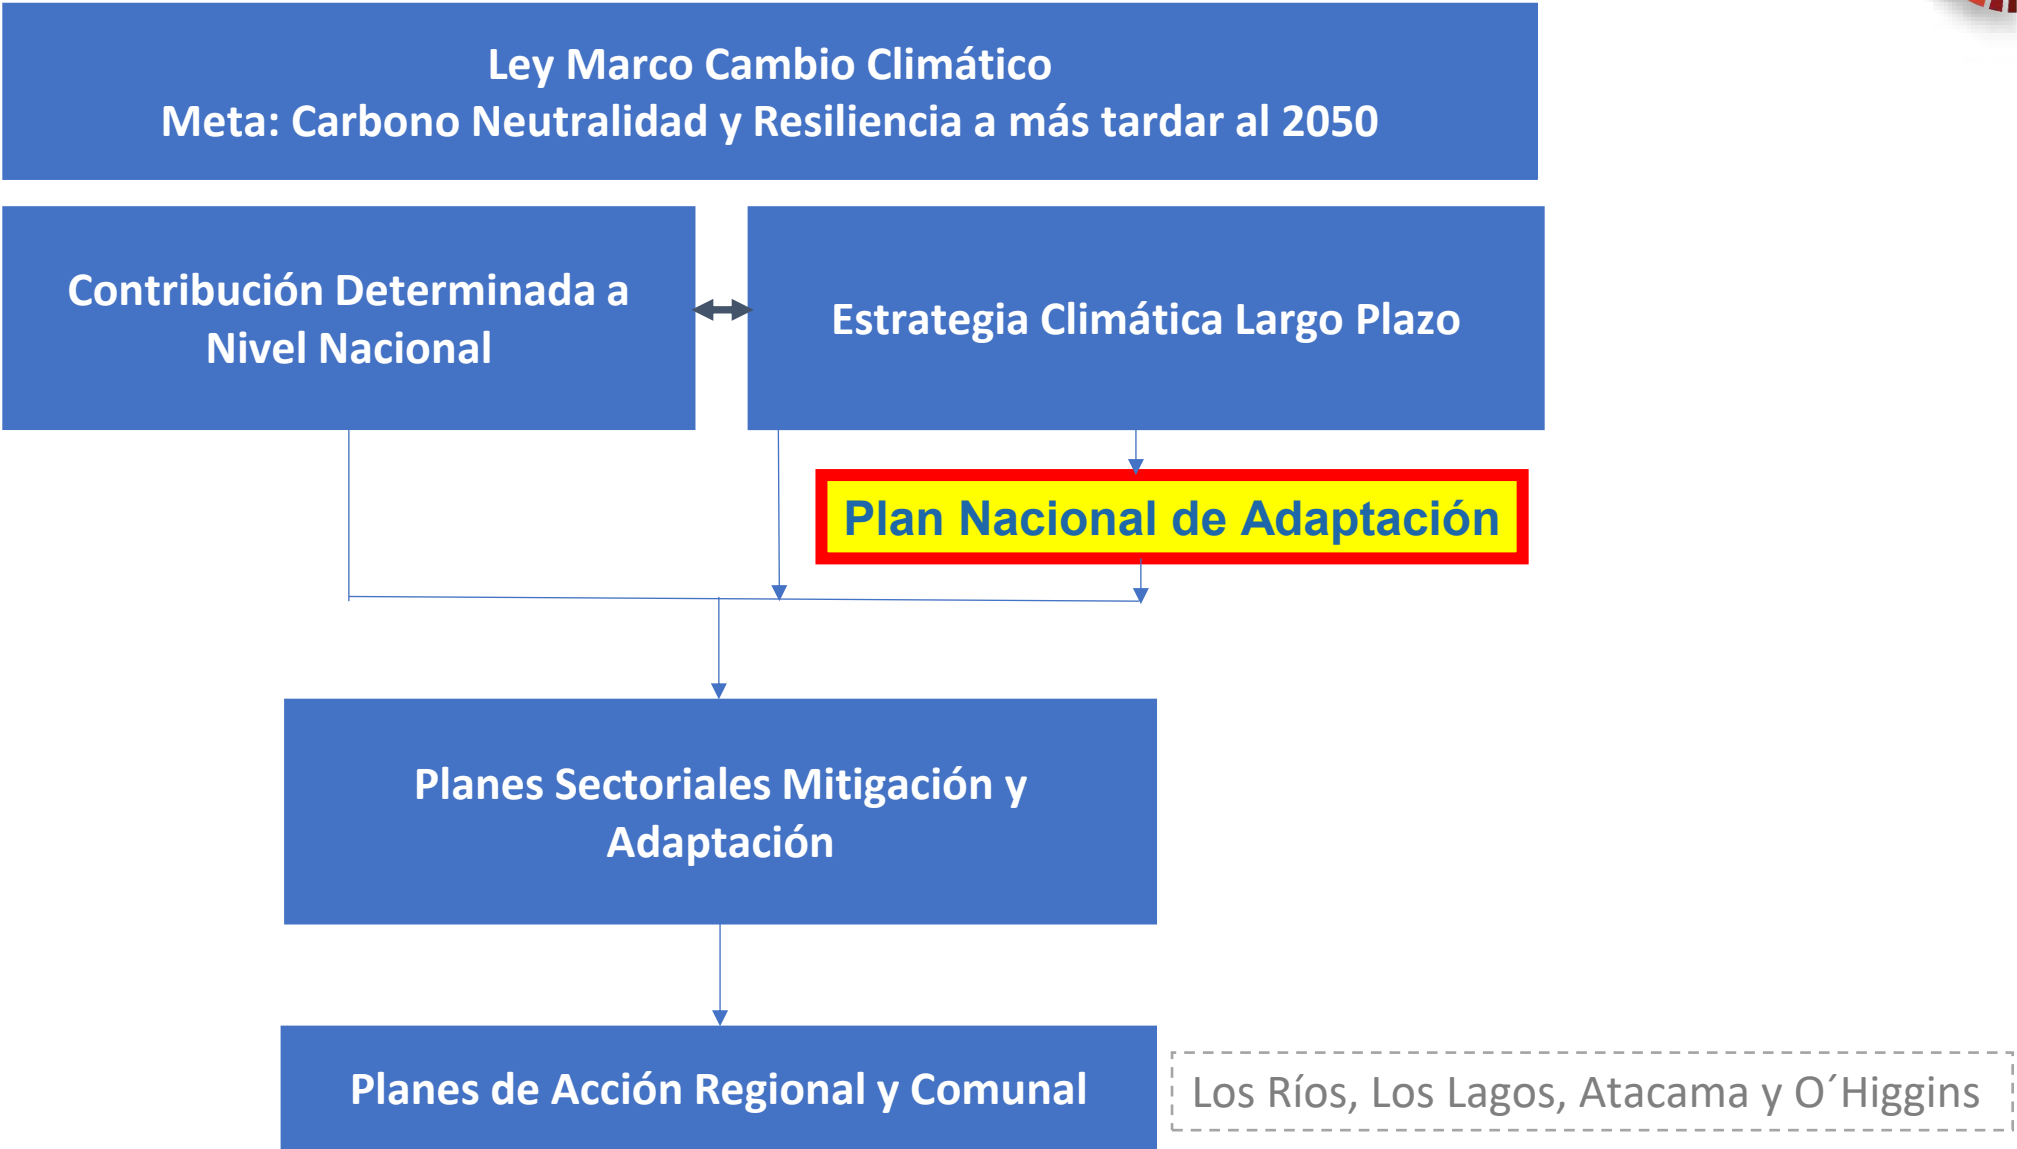 Ley Marco Cambio Climático
Meta: Carbono Neutralidad y Resiliencia a más tardar al 2050
Contribución Determinada a
Nivel Nacional
Estrategia Climática Largo Plazo
Plan Nacional de Adaptación
Planes Sectoriales Mitigación y
Adaptación
Planes de Acción Regional y Comunal
Los Ríos, Los Lagos, Atacama y O´Higgins